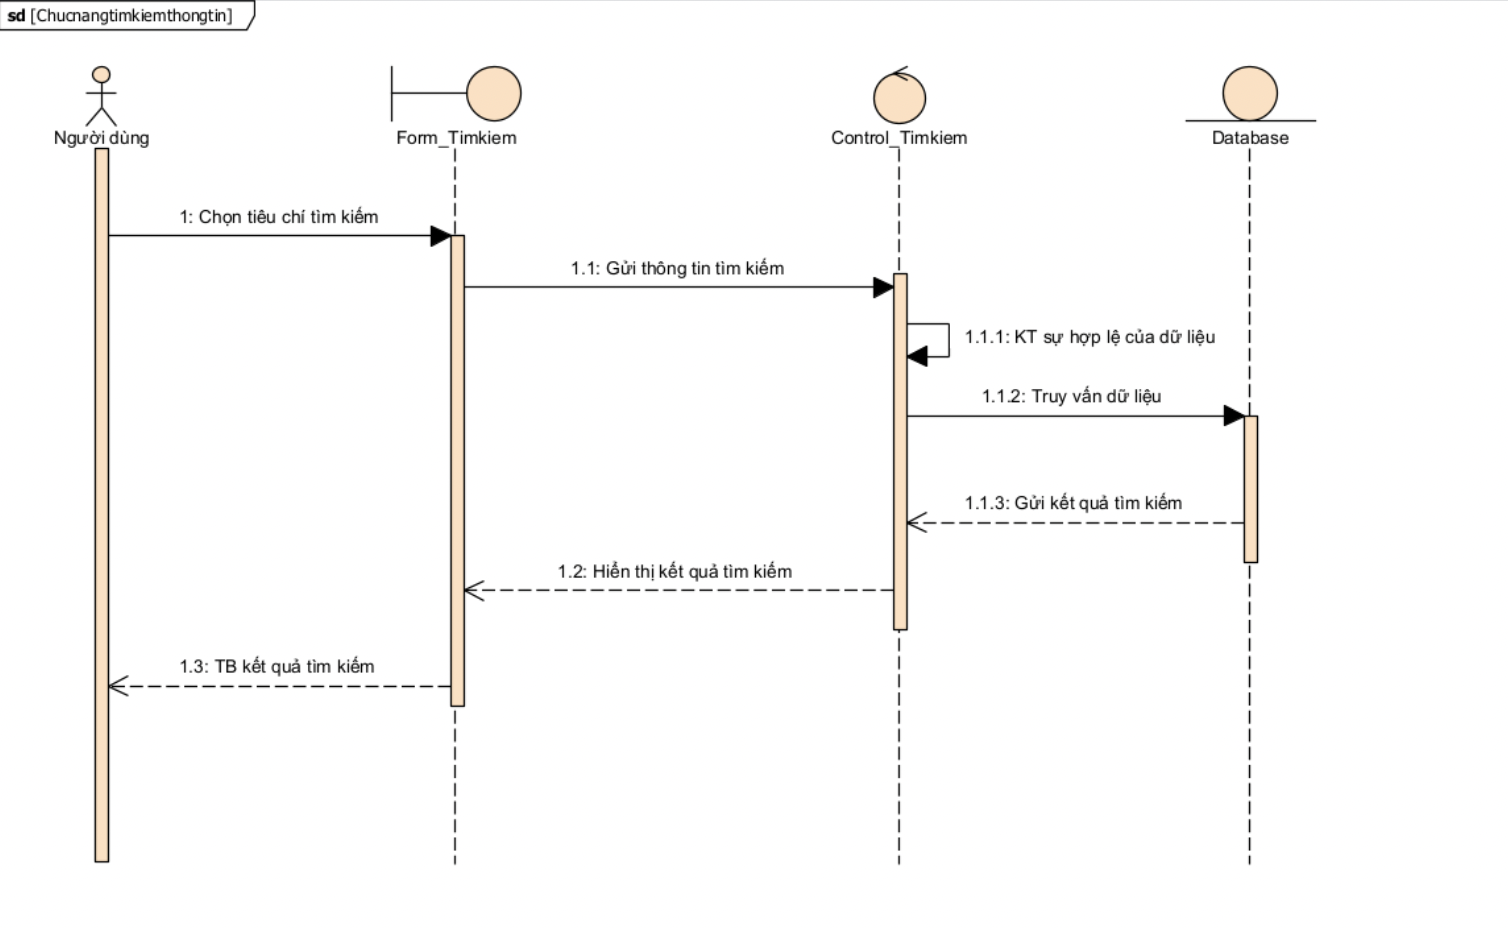 sd [Chucnangtimkiemthongtin]
Người dùng
Form_Timkiem
Control_Timkiem
Database
1: Chọn tiêu chí tìm kiếm
1.1: Gửi thông tin tìm kiếm
1.1.1: KT sự hợp lệ của dữ liệu
1.1.2: Truy vấn dữ liệu
1.1.3: Gửi kết quả tìm kiếm
1.2: Hiển thị kết quả tìm kiếm
1.3: TB kết quả tìm kiếm